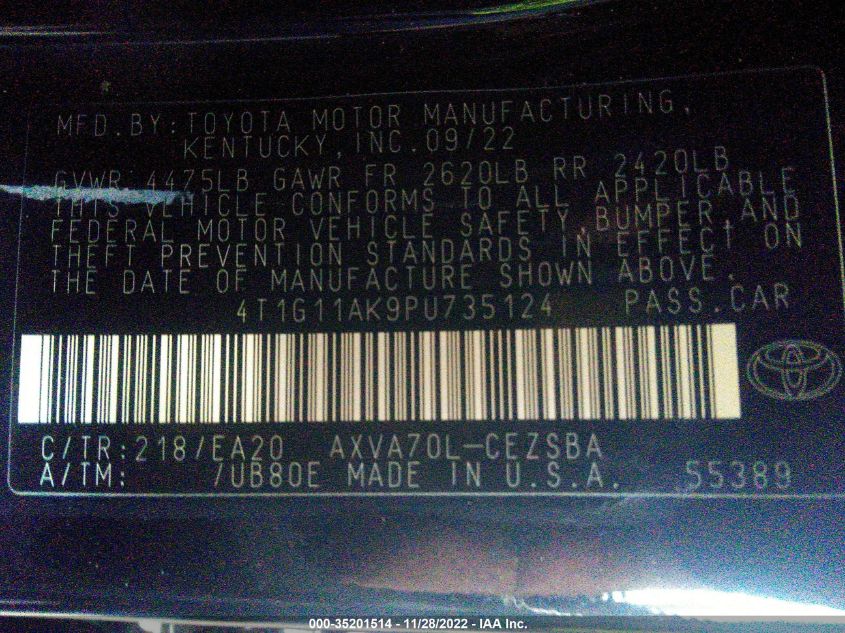 MFD.BY:TOYOTA MOTOR MANUFACTURING,
KENTUCKY,INC.09/22
GVWR 4475LB GAWR FR 2620LB RR 2420LB
THIS VEHICLE CONFORMS TO ALL APPLICABLE
FEDERAL MOTOR VEHICLE SAFETY,BUMPER,AND
THEFT PREVENTION STANDARDS IN EFFECT ON
THE DATE OF MANUFACTURE SHOWN ABOVE.
4T1G11AK9PU735124 PASS.CAR
C/TR:218/EA20 AXVA70L-CEZSBA
A/TM: /UB80E MADE IN U.S.A. 55389
000-35201514 - 11/28/2022 - IAA Inc.